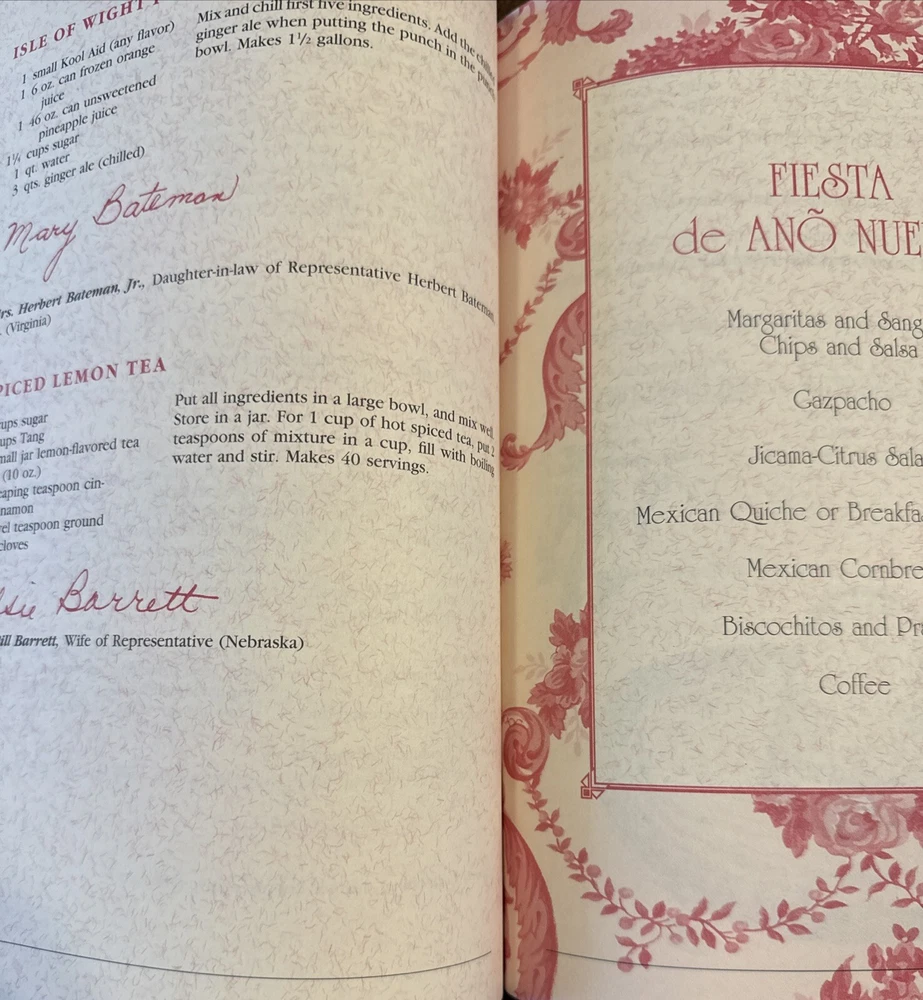 ISLE OF WIGHT
1 small Kool Aid (any flavor)
1 6 oz. can frozen orange
juice
1 46 oz. can unsweetened
pineapple juice
1¼ cups sugar
1 qt. water
3 qts. ginger ale (chilled)
Mix and chill first five ingredients. Add the
ginger ale when putting the punch in the
bowl. Makes 1½ gallons.
Mary Bateman
rs. Herbert Bateman, Jr., Daughter-in-law of Representative Herbert Bateman
(Virginia)
PICED LEMON TEA
ups sugar
ups Tang
mall jar lemon-flavored tea
(10 oz.)
eaping teaspoon cin-
namon
vel teaspoon ground
cloves
Put all ingredients in a large bowl, and mix well.
Store in a jar. For 1 cup of hot spiced tea, put 2
teaspoons of mixture in a cup, fill with boiling
water and stir. Makes 40 servings.
sie Barrett
ill Barrett, Wife of Representative (Nebraska)
FIESTA
de ANÕ NUE
Margaritas and Sang
Chips and Salsa
Gazpacho
Jicama-Citrus Sala
Mexican Quiche or Breakfa
Mexican Cornbre
Biscochitos and Pr
Coffee